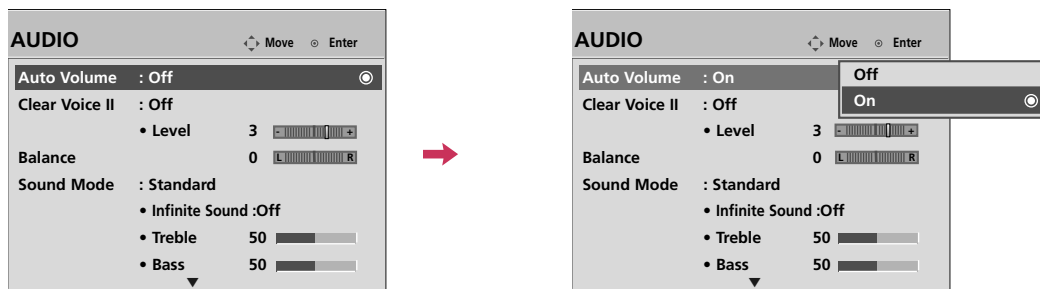 AUDIO Move Enter
Auto Volume : Off
Clear Voice II : Off
• Level 3 - +
Balance 0 L R
Sound Mode : Standard
• Infinite Sound :Off
• Treble 50
• Bass 50
AUDIO Move Enter
Auto Volume : On
Off
On
Clear Voice II : Off
• Level 3 - +
Balance 0 L R
Sound Mode : Standard
• Infinite Sound :Off
• Treble 50
• Bass 50